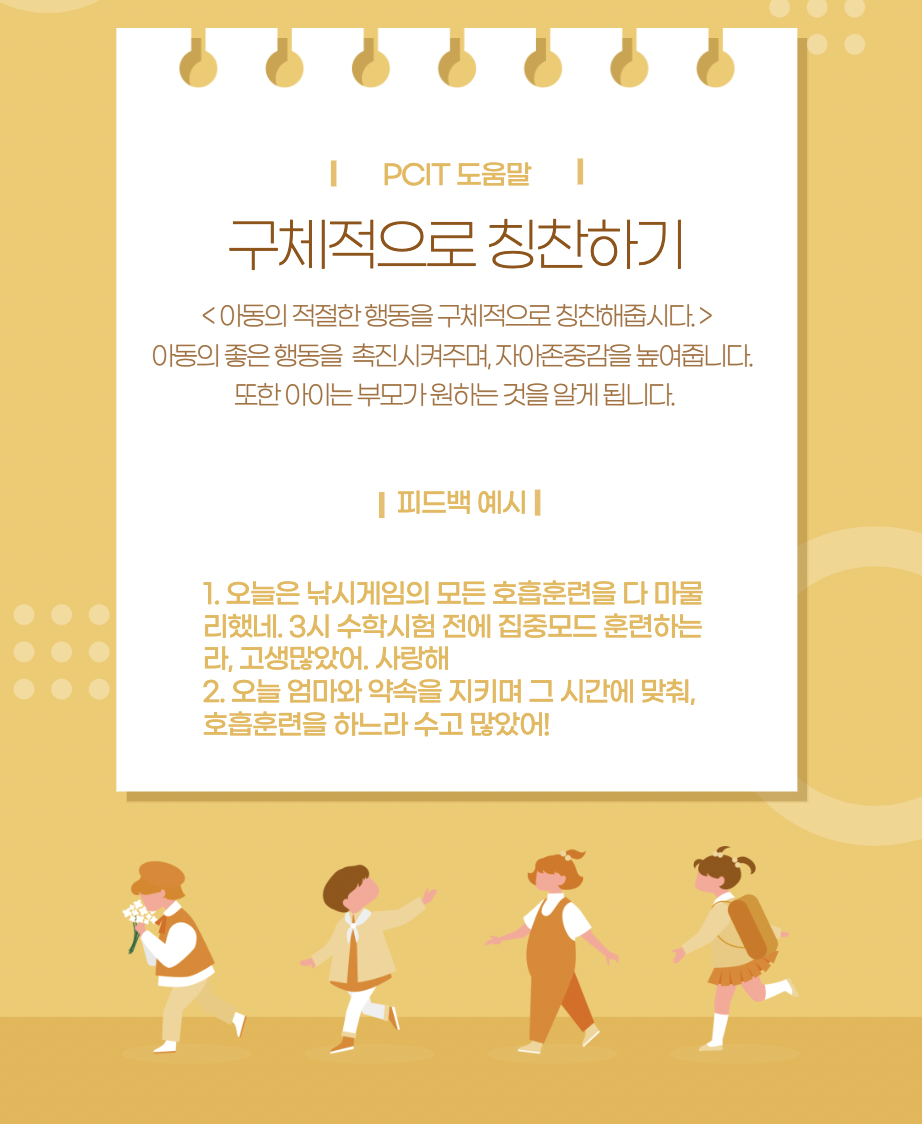 PCIT 도움말
구체적으로 칭찬하기
< 아동의 적절한 행동을 구체적으로 칭찬해줍시다. >
아동의 좋은 행동을 촉진시켜주며, 자아존중감을 높여줍니다.
또한 아이는 부모가 원하는 것을 알게 됩니다.
피드백 예시
1. 오늘은 낚시게임의 모든 호흡훈련을 다 마물
리했네. 3시 수학시험 전에 집중모드 훈련하는
라, 고생많았어. 사랑해
2. 오늘 엄마와 약속을 지키며 그 시간에 맞춰,
호흡훈련을 하느라 수고 많았어!